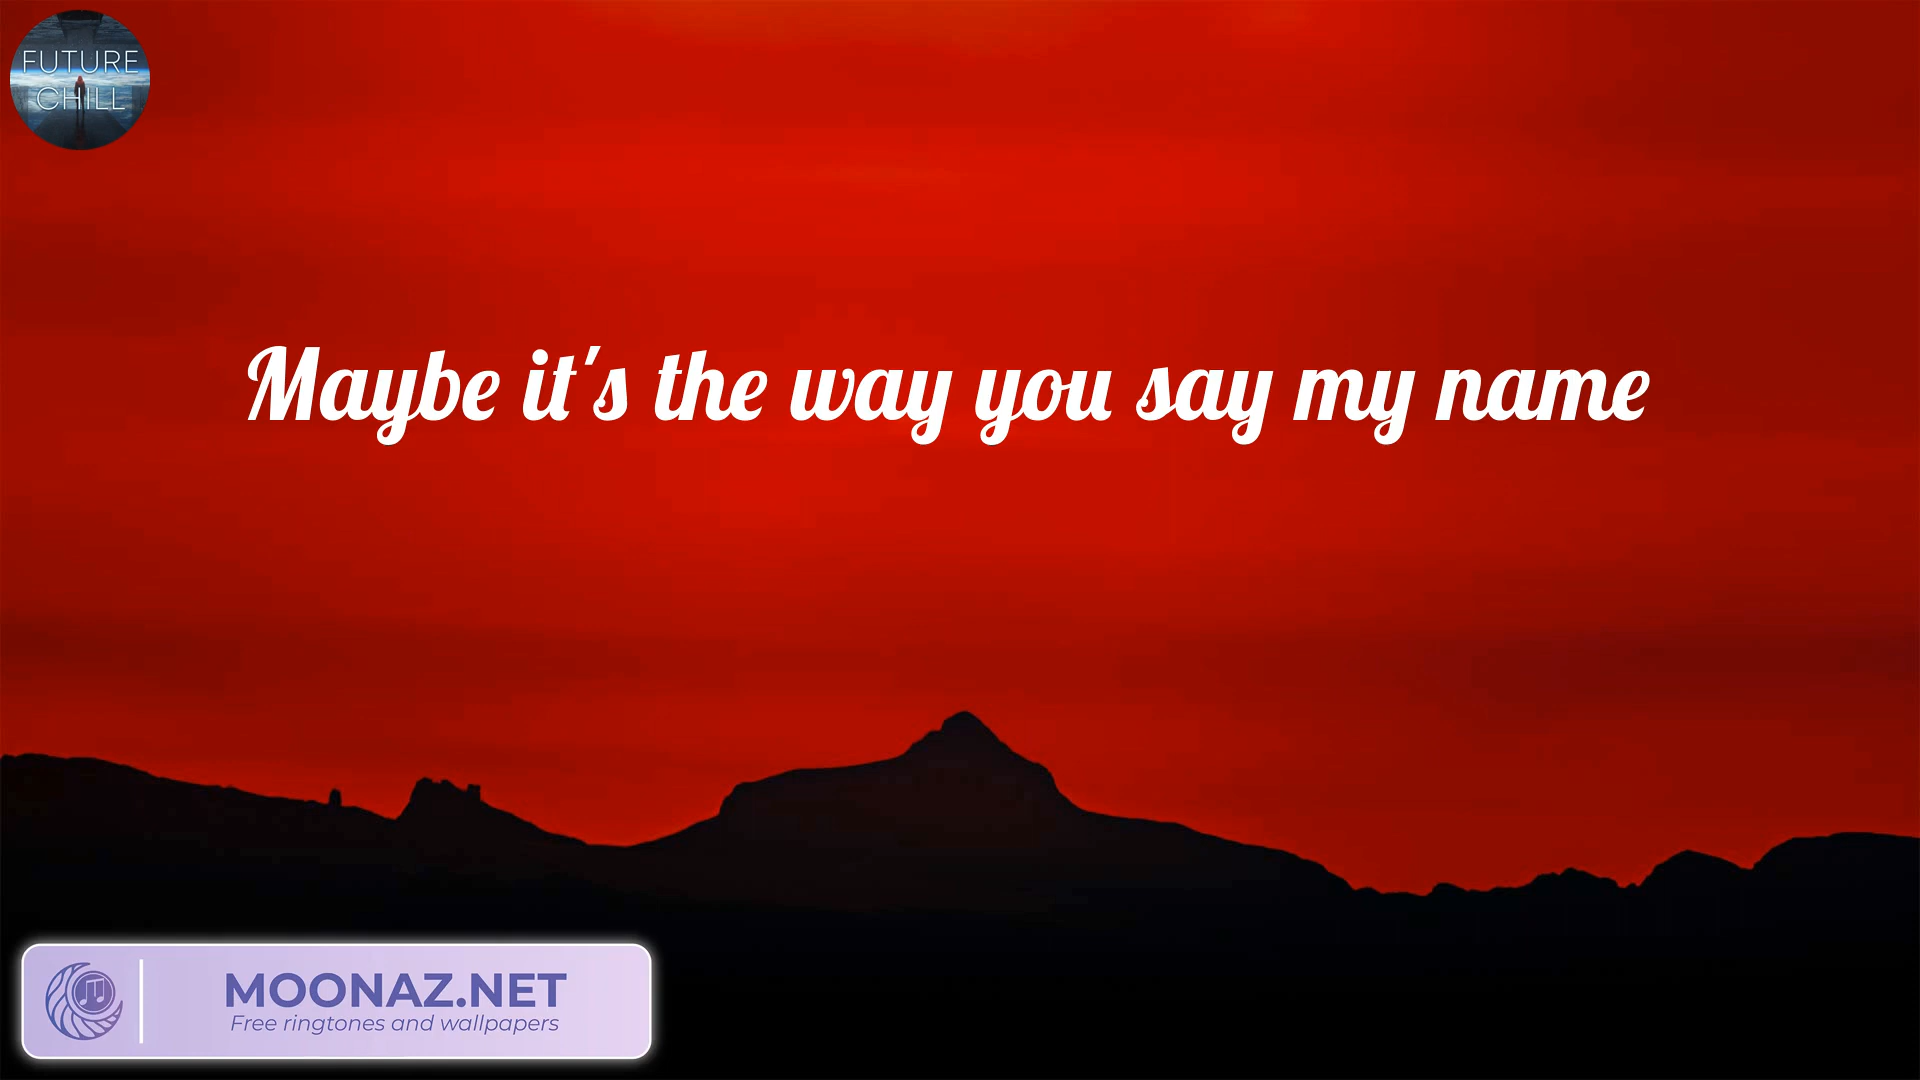 FUTURE
CHILL
Maybe it's the way you say my name
MOONAZ.NET
Free ringtones and wallpapers